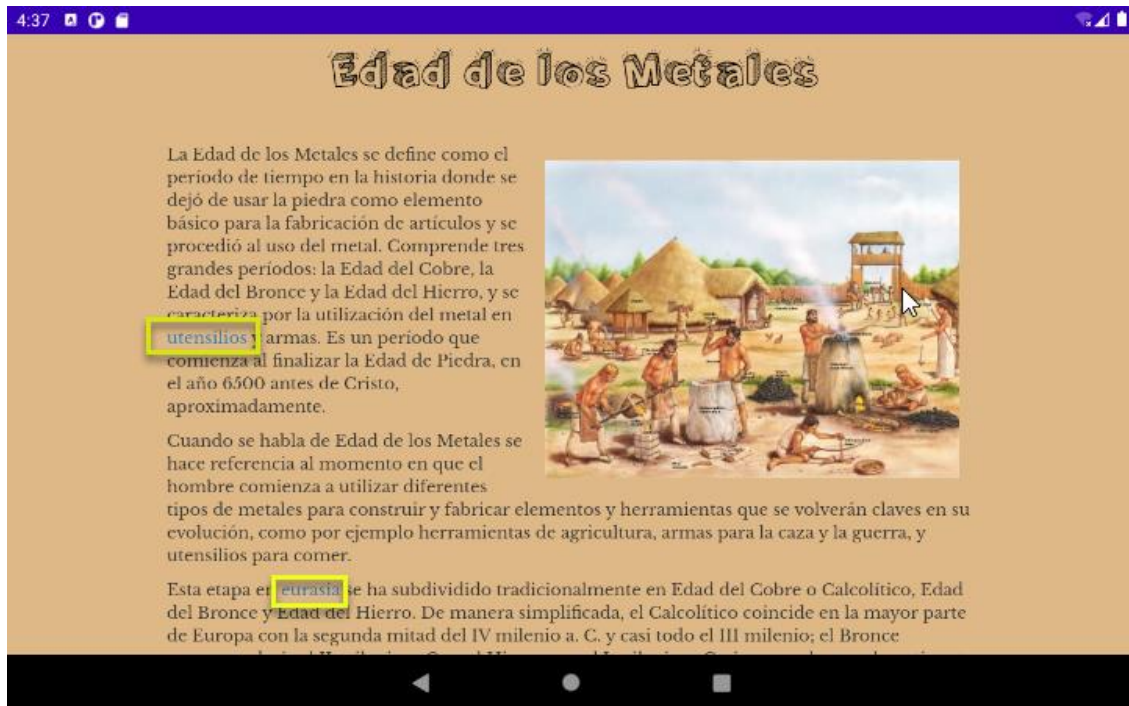 4:37
Edad de los Metales
La Edad de los Metales se define como el
período de tiempo en la historia donde se
dejó de usar la piedra como elemento
básico para la fabricación de artículos y se
procedió al uso del metal. Comprende tres
grandes períodos: la Edad del Cobre, la
Edad del Bronce y la Edad del Hierro, y se
caracteriza por la utilización del metal en
utensilios y armas. Es un período que
comienza al finalizar la Edad de Piedra, en
el año 6500 antes de Cristo,
aproximadamente.
Cuando se habla de Edad de los Metales se
hace referencia al momento en que el
hombre comienza a utilizar diferentes
tipos de metales para construir y fabricar elementos y herramientas que se volverán claves en su
evolución, como por ejemplo herramientas de agricultura, armas para la caza y la guerra, y
utensilios para comer.
Esta etapa en eurasia se ha subdividido tradicionalmente en Edad del Cobre o Calcolítico, Edad
del Bronce y Edad del Hierro. De manera simplificada, el Calcolítico coincide en la mayor parte
de Europa con la segunda mitad del IV milenio a. C. y casi todo el III milenio; el Bronce